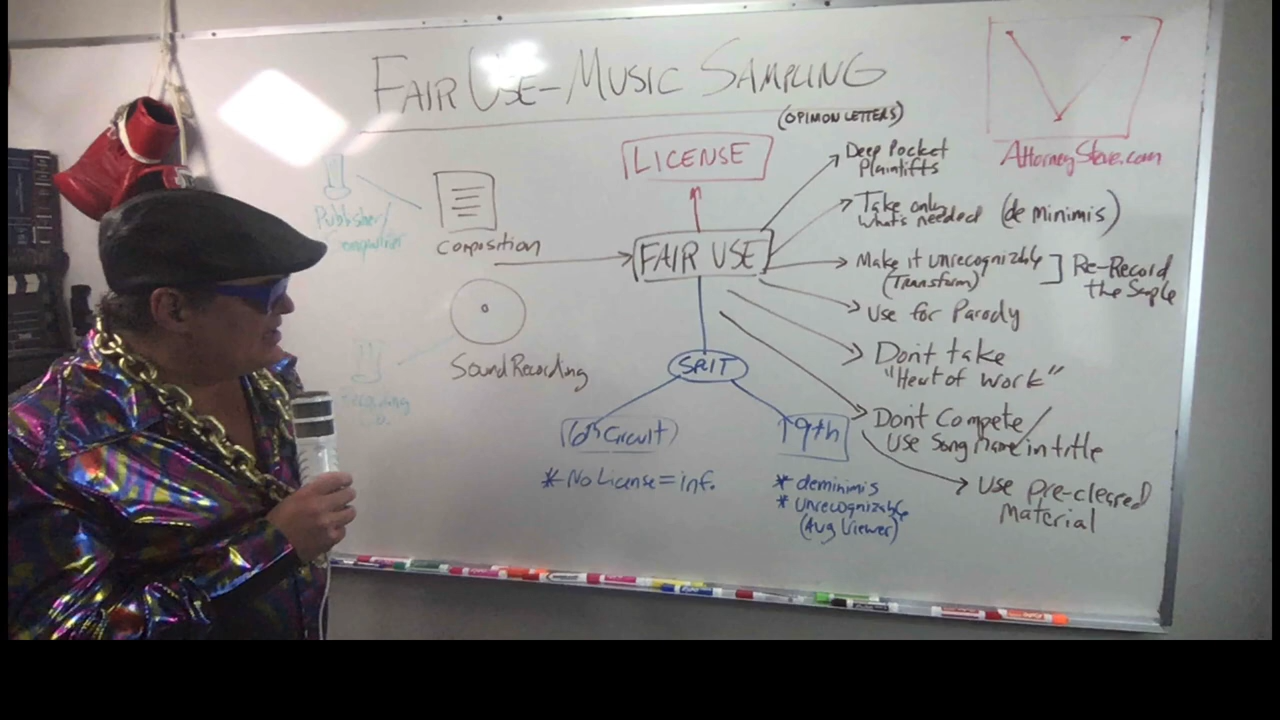 FAIR USE - MUSIC SAMPLING
(OPINION LETTERS)
AttorneySteve.com
LICENSE
Publisher/
Composition
FAIR USE
Sound Recording
SPLIT
6th Circuit
* No License = inf.
9th
* deminimis
* unrecognizable
(Avg Viewer)
Deep Pocket
Plaintiffs
Take only
what's needed (de minimis)
Make it unrecognizable
(Transform)
Re-Record
the Sample
Use for Parody
Don't take
"Heart of Work"
Don't Compete/
Use Song name in title
Use pre-cleared
Material